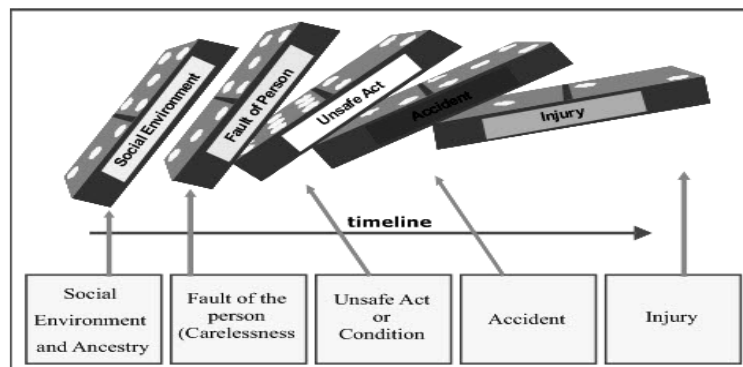 Social Environment
Fault of Person
Unsafe Act
Accident
Injury
timeline
Social
Environment
and Ancestry
Fault of the
person
(Carelessness
Unsafe Act
or
Condition
Accident
Injury